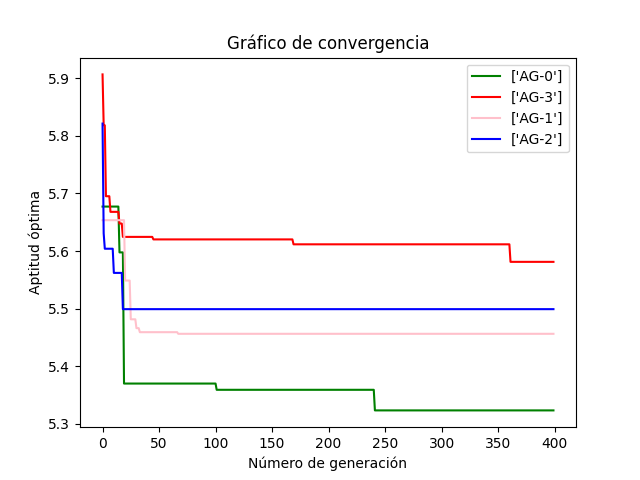 Gráfico de convergencia
['AG-0']
['AG-3']
['AG-1']
['AG-2']
Aptitud óptima
5.9
5.8
5.7
5.6
5.5
5.4
5.3
0 50 100 150 200 250 300 350 400
Número de generación